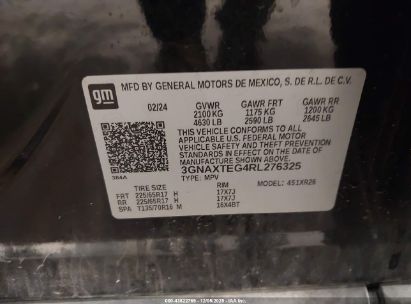 MFD BY GENERAL MOTORS DE MEXICO, S. DE R.L. DE C.V.
gm
02/24 GVWR GAWR FRT GAWR RR
2100 KG 1175 KG 1200 KG
4630 LB 2590 LB 2645 LB
THIS VEHICLE CONFORMS TO ALL
APPLICABLE U.S. FEDERAL MOTOR
VEHICLE SAFETY AND THEFT PREVENTION
STANDARDS IN EFFECT ON THE DATE OF
MANUFACTURE SHOWN ABOVE.
3GNAXTEG4RL276325
384A TYPE: MPV
TIRE SIZE RIM MODEL: 451XR26
FRT 225/65R17 H 17X7J
RR 225/65R17 H 17X7J
SPA T135/70R16 M 16X4BT